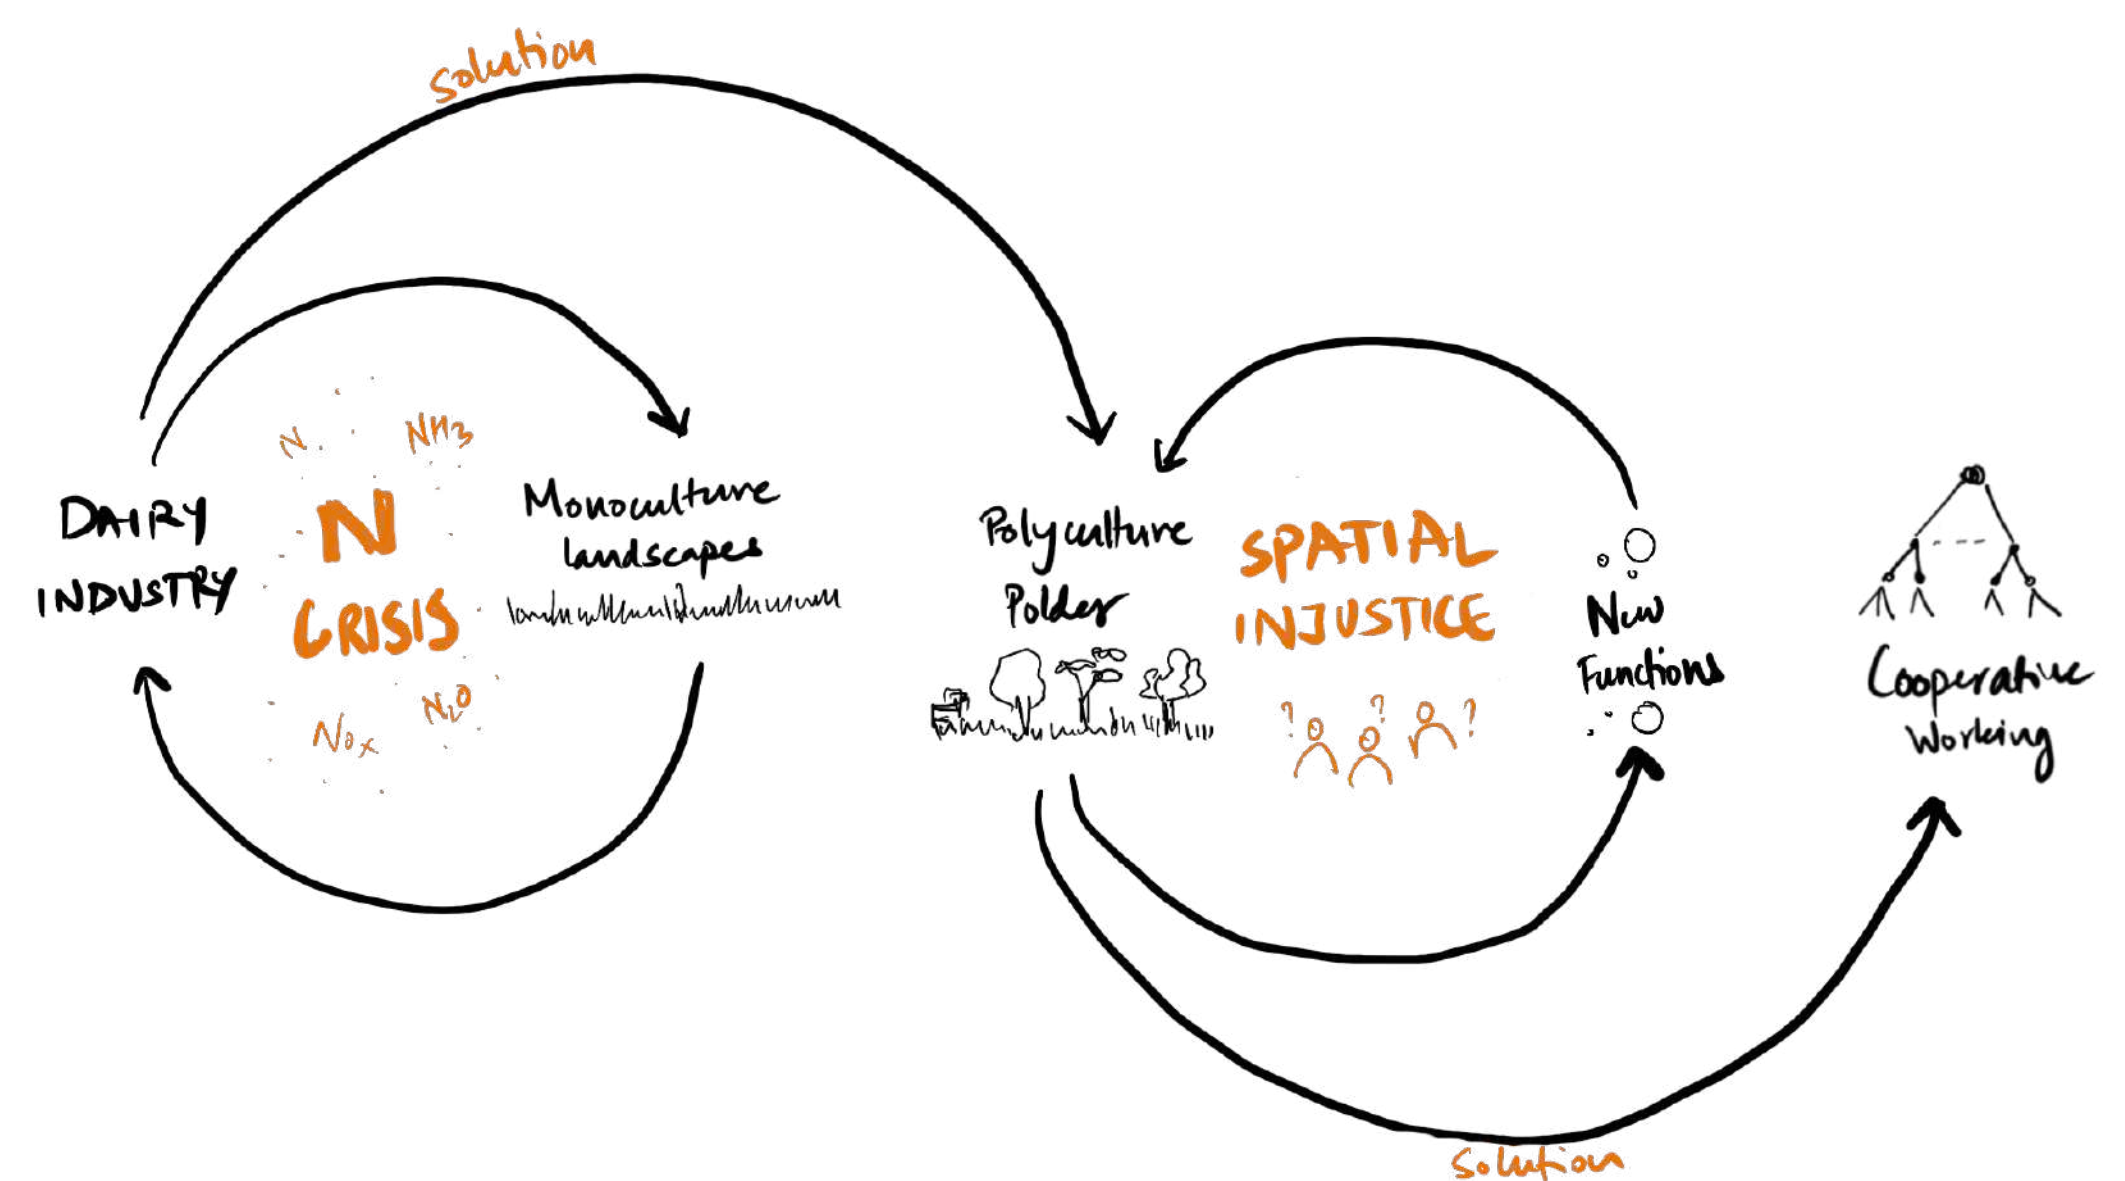 solution
N
NH3
DAIRY
INDUSTRY
N
CRISIS
NOx
N2O
Monoculture
landscapes
Polyculture
Polder
SPATIAL
INJUSTICE
? ? ?
New
Functions
Cooperative
Working
Solution